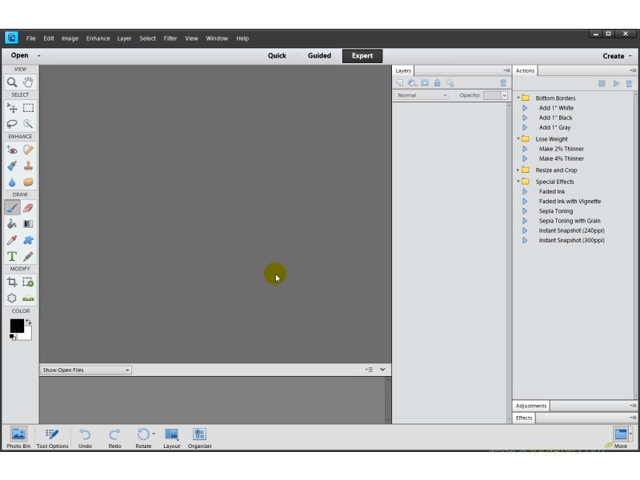 File Edit Image Enhance Layer Select Filter View Window Help
Open Quick Guided Expert Create
VIEW
SELECT
ENHANCE
DRAW
MODIFY
COLOR
Layers
Normal Opacity:
Actions
Bottom Borders
Add 1" White
Add 1" Black
Add 1" Gray
Lose Weight
Make 2% Thinner
Make 4% Thinner
Resize and Crop
Special Effects
Faded Ink
Faded Ink with Vignette
Sepia Toning
Sepia Toning with Grain
Instant Snapshot (240ppi)
Instant Snapshot (300ppi)
Show Open Files
Adjustments
Effects
Photo Bin Tool Options Undo Redo Rotate Layout Organizer More